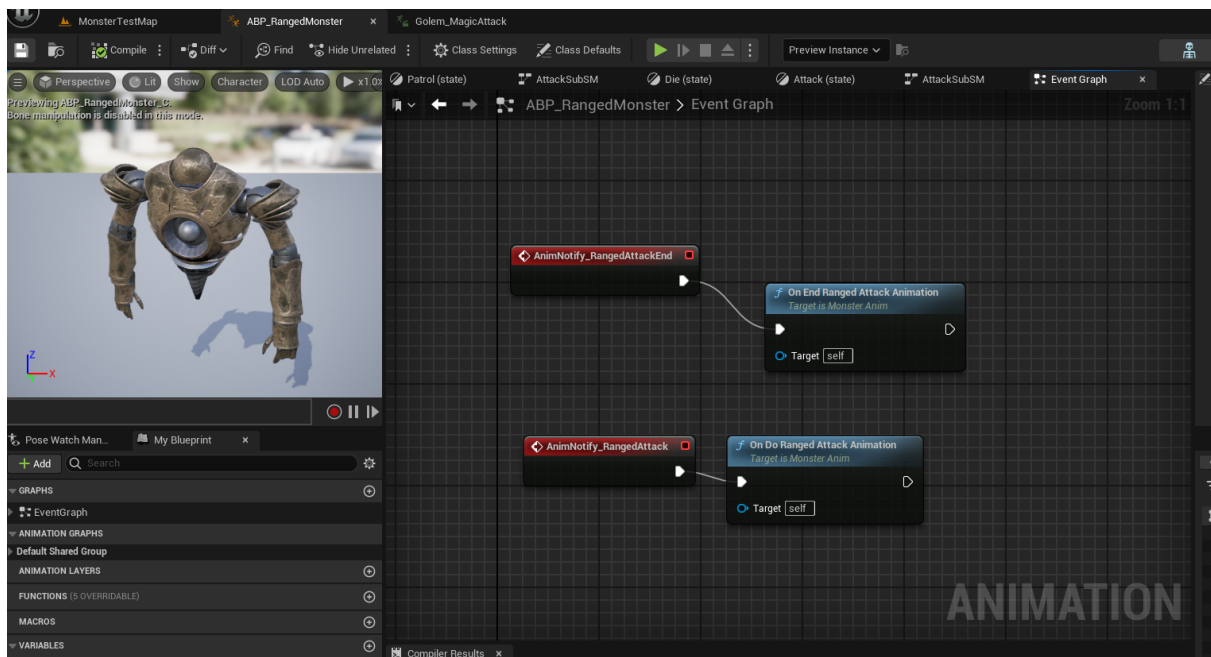 MonsterTestMap
ABP_RangedMonster
Golem_MagicAttack
Compile
Diff
Find
Hide Unrelated
Class Settings
Class Defaults
Preview Instance
Perspective
Lit
Show
Character
LOD Auto
Previewing ABP_RangedMonster_C.
Bone manipulation is disabled in this mode.
Z
X
Patrol (state)
AttackSubSM
Die (state)
Attack (state)
AttackSubSM
Event Graph
ABP_RangedMonster > Event Graph
Zoom 1:1
AnimNotify_RangedAttackEnd
On End Ranged Attack Animation
Target is Monster Anim
Target self
AnimNotify_RangedAttack
On Do Ranged Attack Animation
Target is Monster Anim
Target self
ANIMATION
Pose Watch Man...
My Blueprint
+ Add
Search
GRAPHS
EventGraph
ANIMATION GRAPHS
Default Shared Group
ANIMATION LAYERS
FUNCTIONS (5 OVERRIDABLE)
MACROS
VARIABLES
Compiler Results